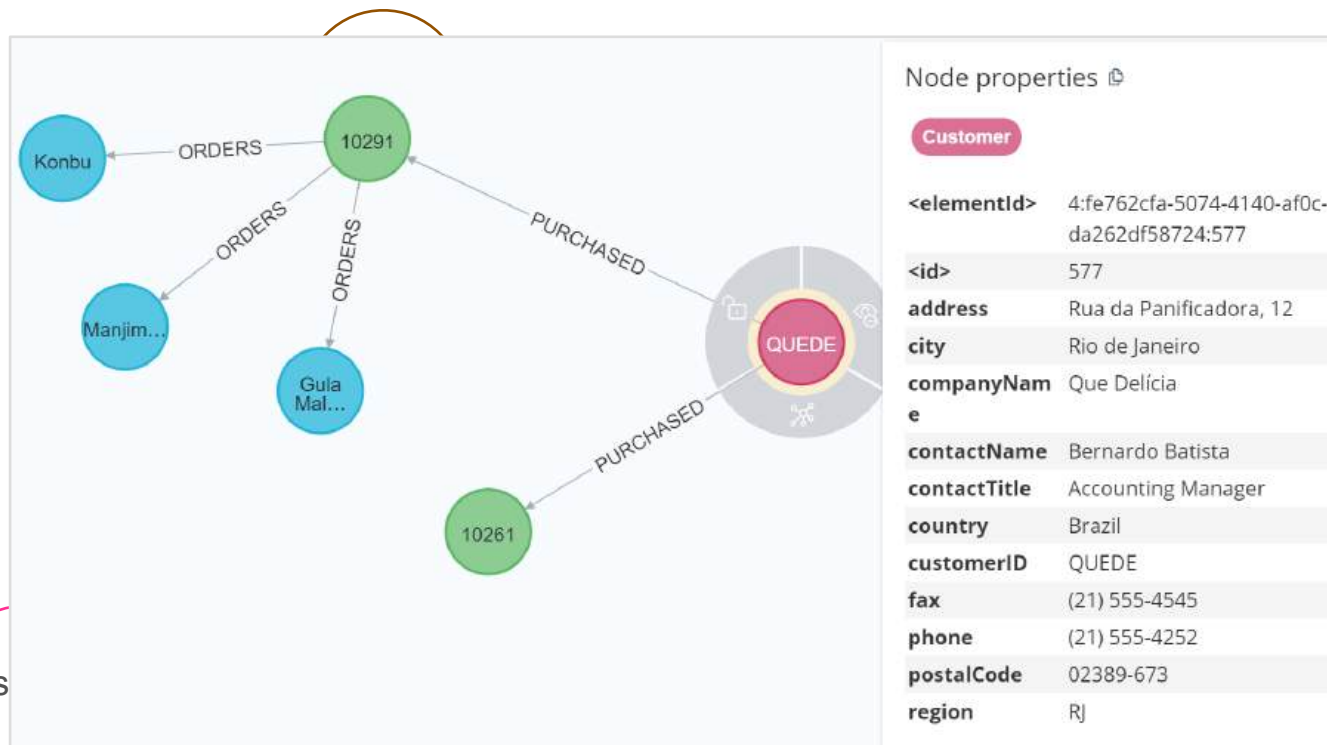 Konbu
ORDERS
10291
ORDERS
ORDERS
PURCHASED
Manjim...
Gula
Mal...
QUEDE
PURCHASED
10261
s
Node properties
Customer
<elementId> 4:fe762cfa-5074-4140-af0c-
da262df58724:577
<id> 577
address Rua da Panificadora, 12
city Rio de Janeiro
companyNam Que Delícia
e
contactName Bernardo Batista
contactTitle Accounting Manager
country Brazil
customerID QUEDE
fax (21) 555-4545
phone (21) 555-4252
postalCode 02389-673
region RJ